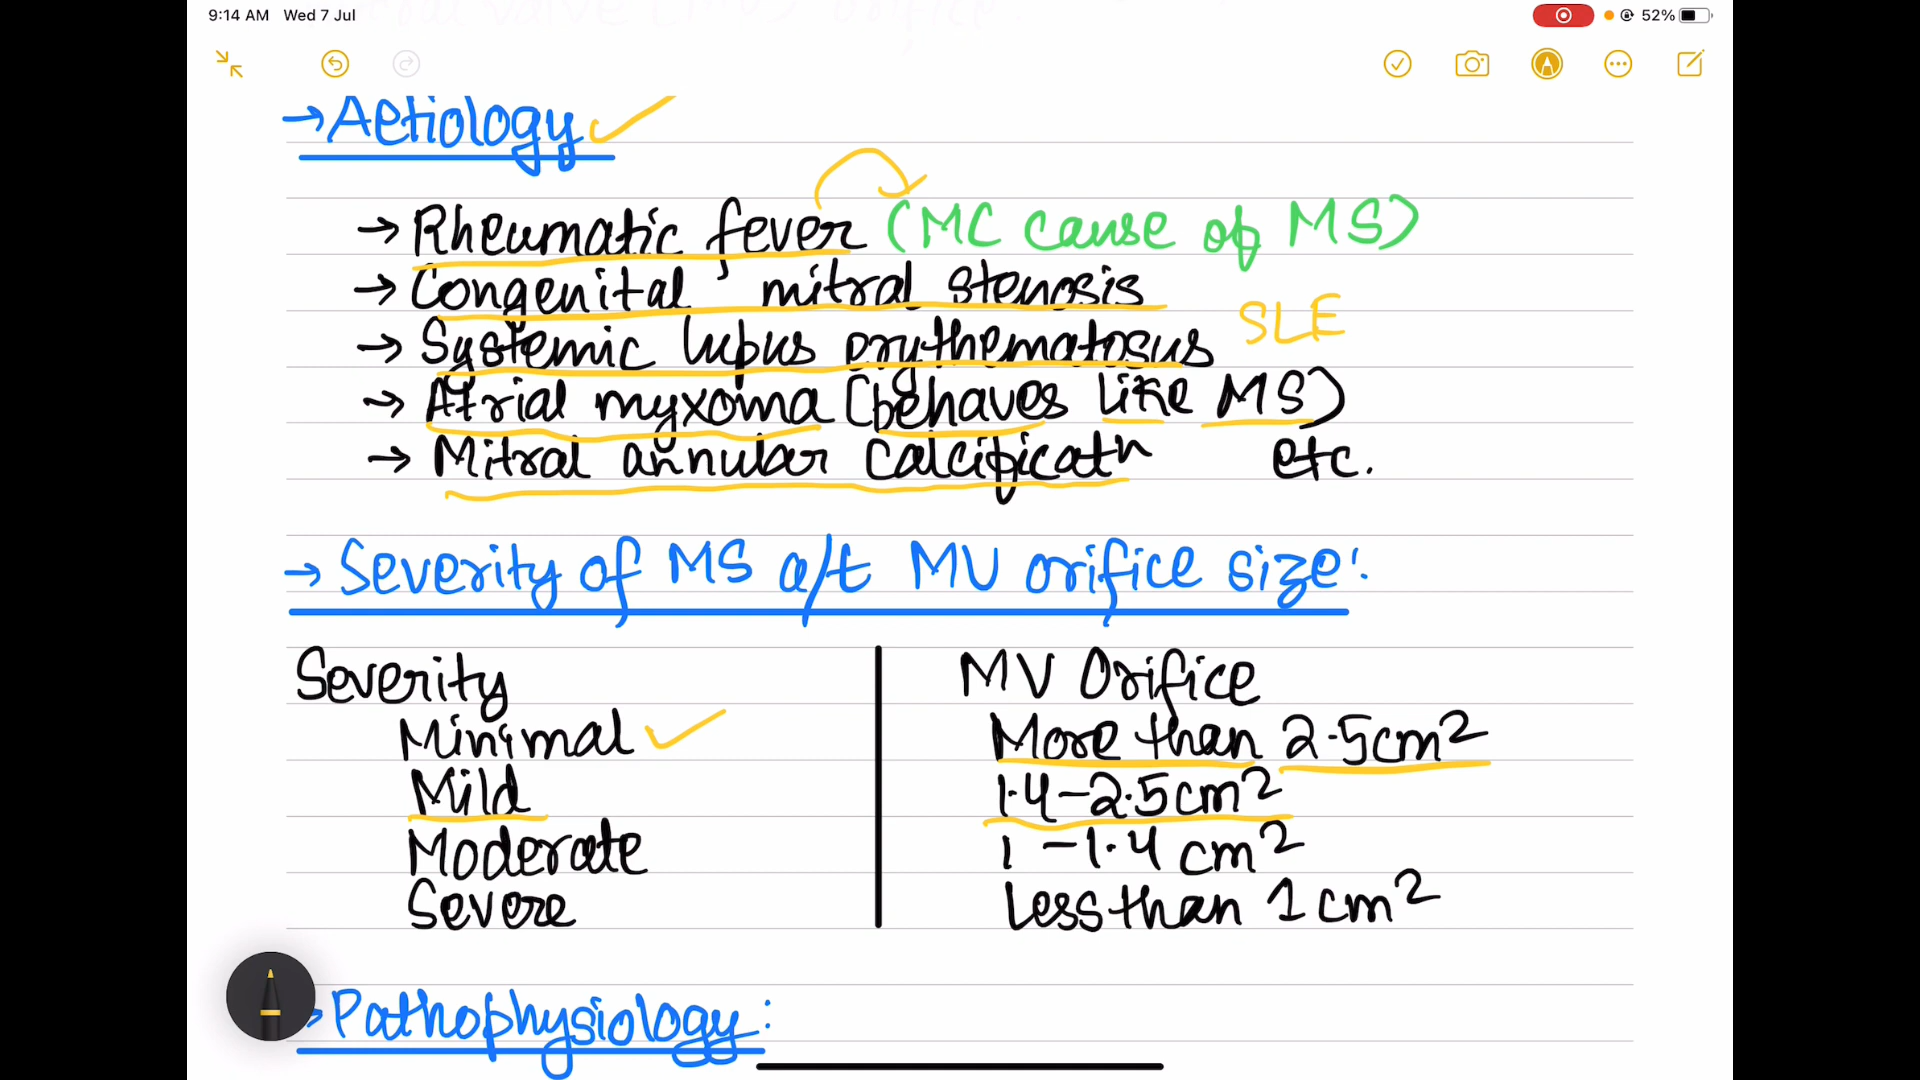 9:14 AM Wed 7 Jul
52%
→Aetiology
→Rheumatic fever (MC cause of MS)
→Congenital mitral stenosis
→Systemic lupus erythematosus SLE
→Atrial myxoma (behaves like MS)
→Mitral annular calcificatn etc.
→Severity of MS a/t MV orifice size:
Severity MV Orifice
Minimal More than 2.5cm²
Mild 1.4-2.5cm²
Moderate 1-1.4 cm²
Severe Less than 1 cm²
Pathophysiology: